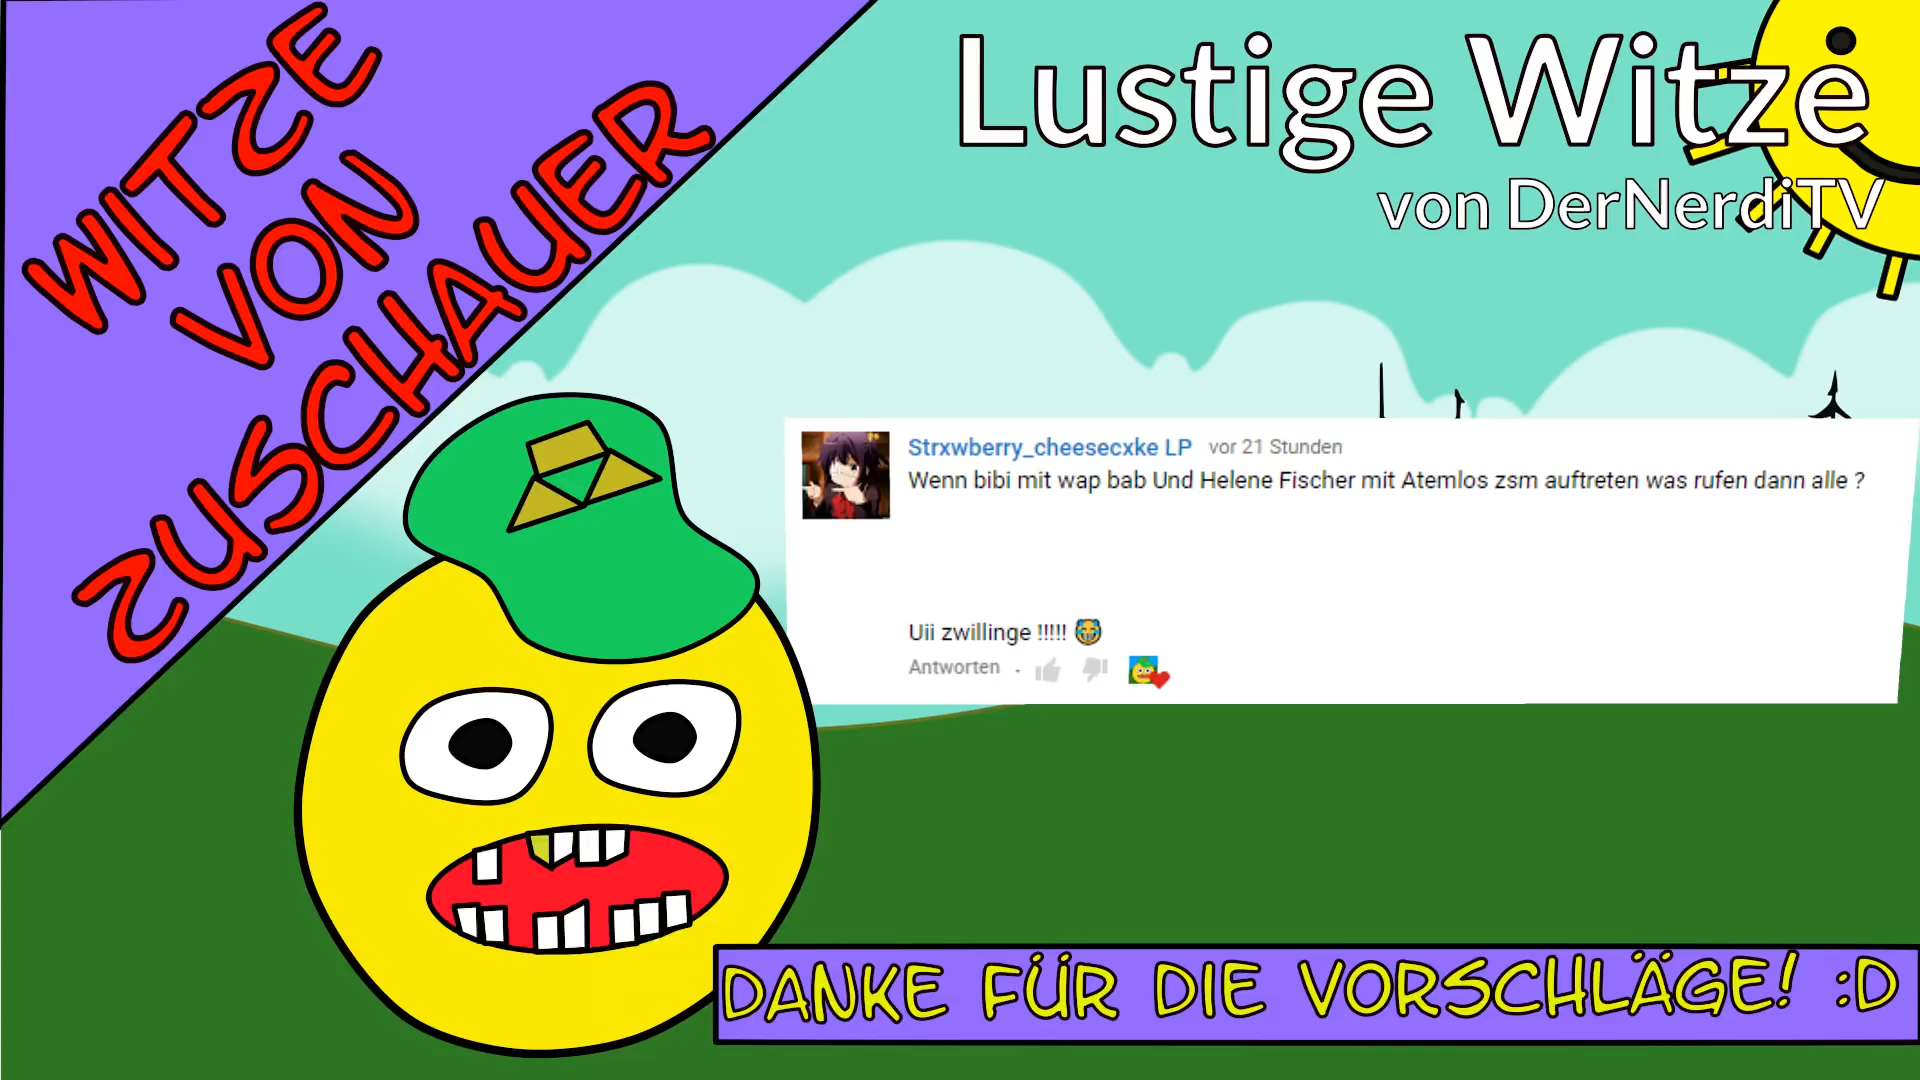 WITZE
VON
ZUSCHAUER
Lustige Witze
von DerNerdiTV
Strxwberry_cheesecxke LP vor 21 Stunden
Wenn bibi mit wap bab Und Helene Fischer mit Atemlos zsm auftreten was rufen dann alle ?
Uii zwillinge !!!!! 😂
Antworten ·
DANKE FÜR DIE VORSCHLÄGE! :D